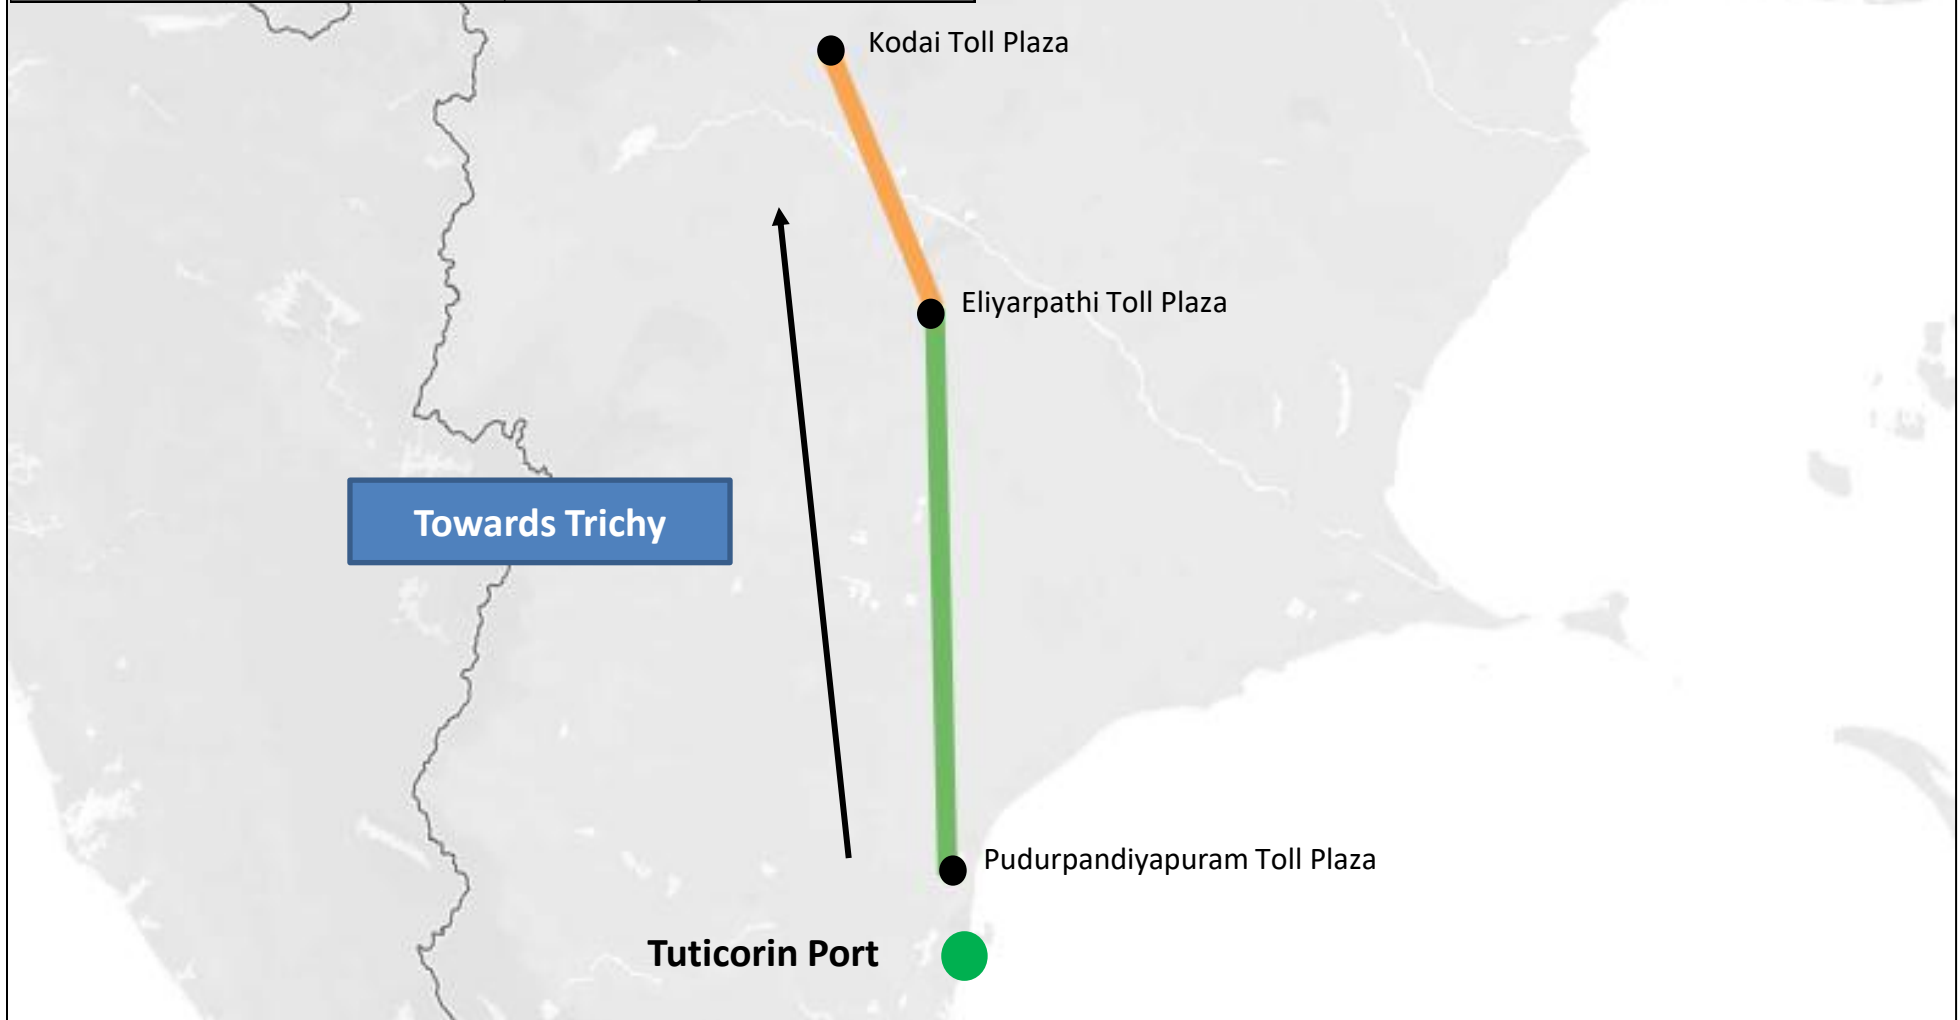 Kodai Toll Plaza
Eliyarpathi Toll Plaza
Towards Trichy
Pudurpandiyapuram Toll Plaza
Tuticorin Port